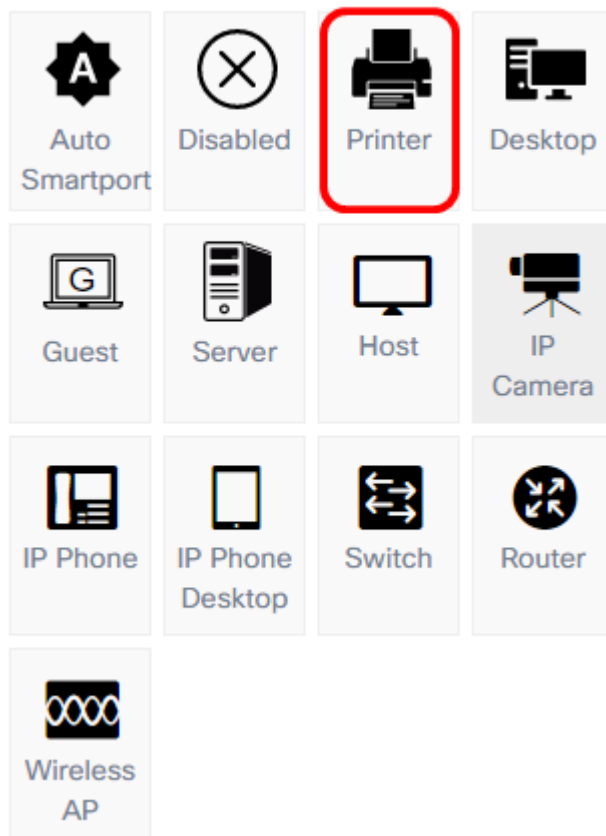 A
Auto
Smartport
Disabled
Printer
Desktop
G
Guest
Server
Host
IP
Camera
IP Phone
IP Phone
Desktop
Switch
Router
Wireless
AP